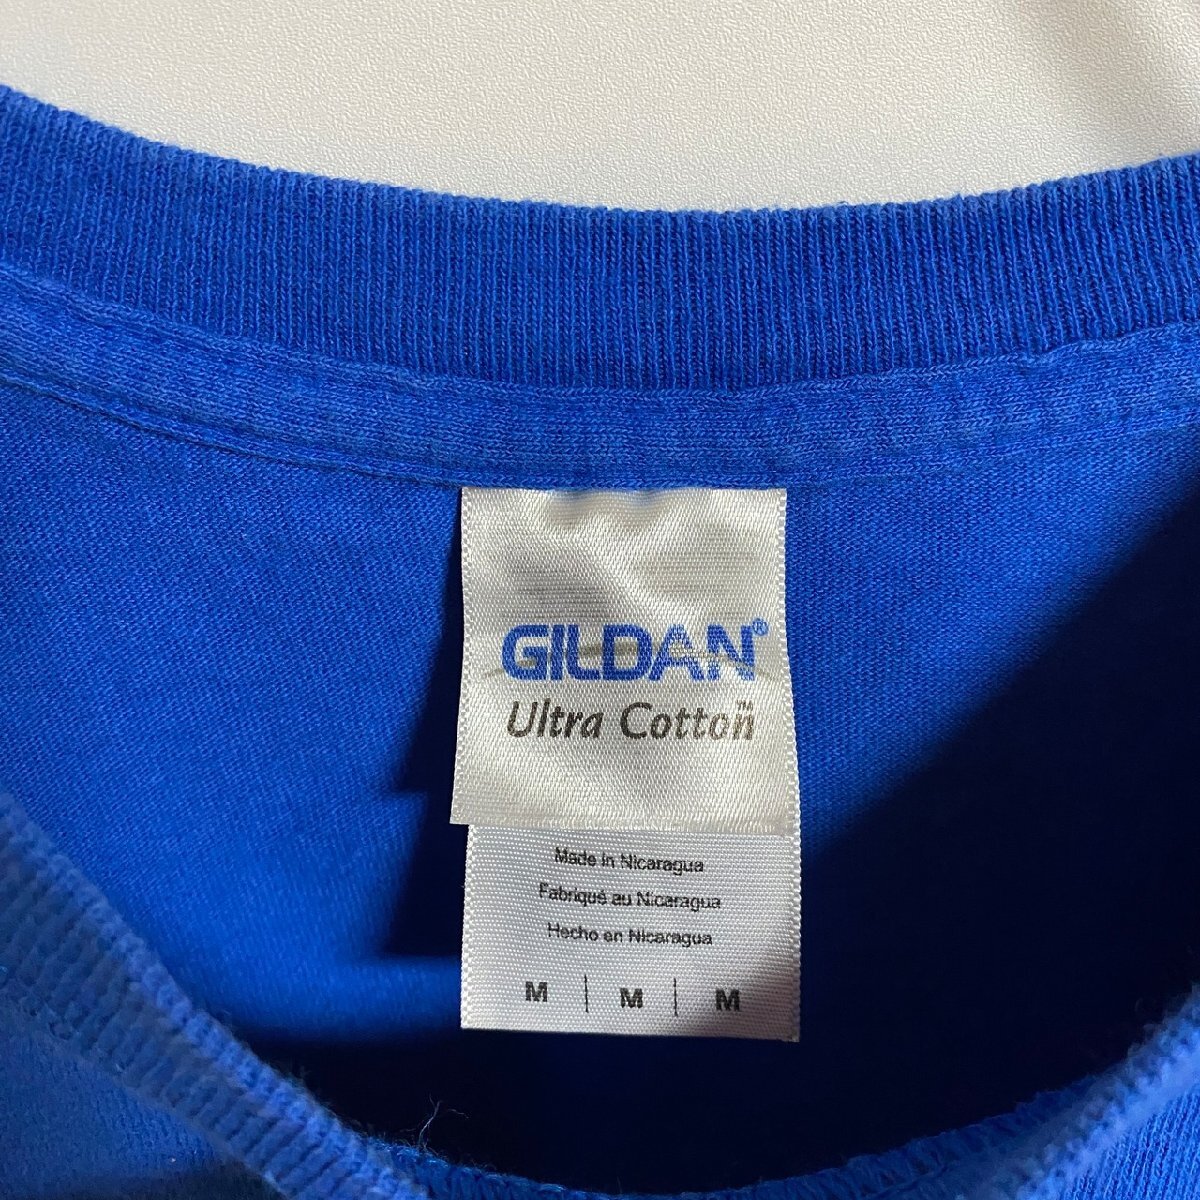 GILDAN®
Ultra Cotton
Made in Nicaragua
Fabriqué au Nicaragua
Hecho en Nicaragua
M | M | M